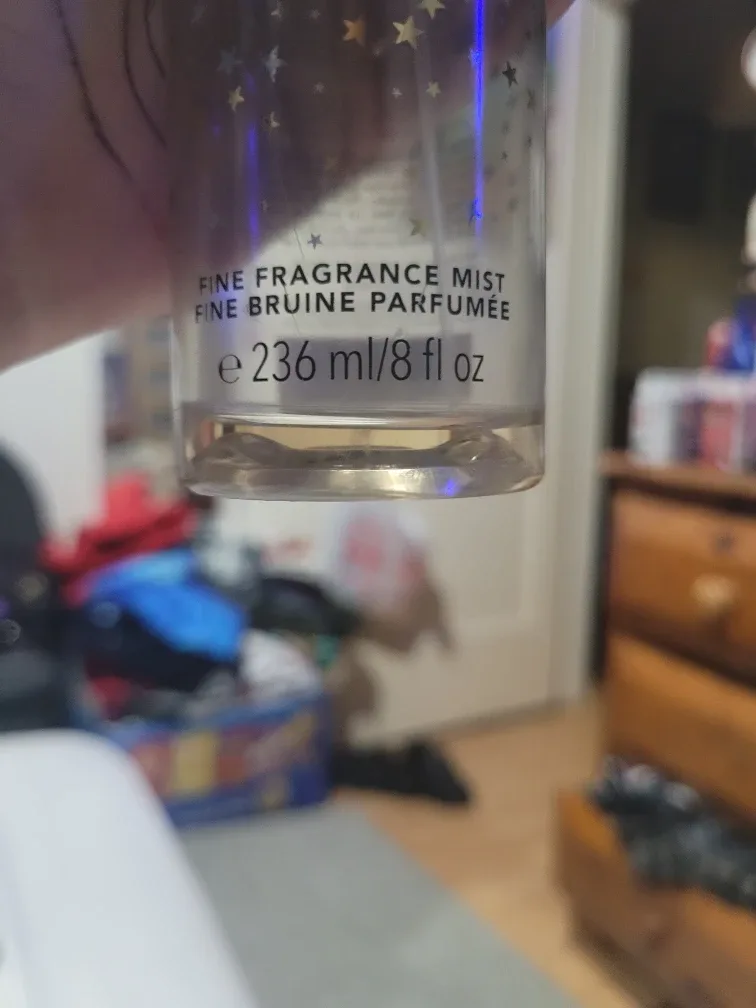 FINE FRAGRANCE MIST
FINE BRUINE PARFUMÉE
℮ 236 ml/8 fl oz